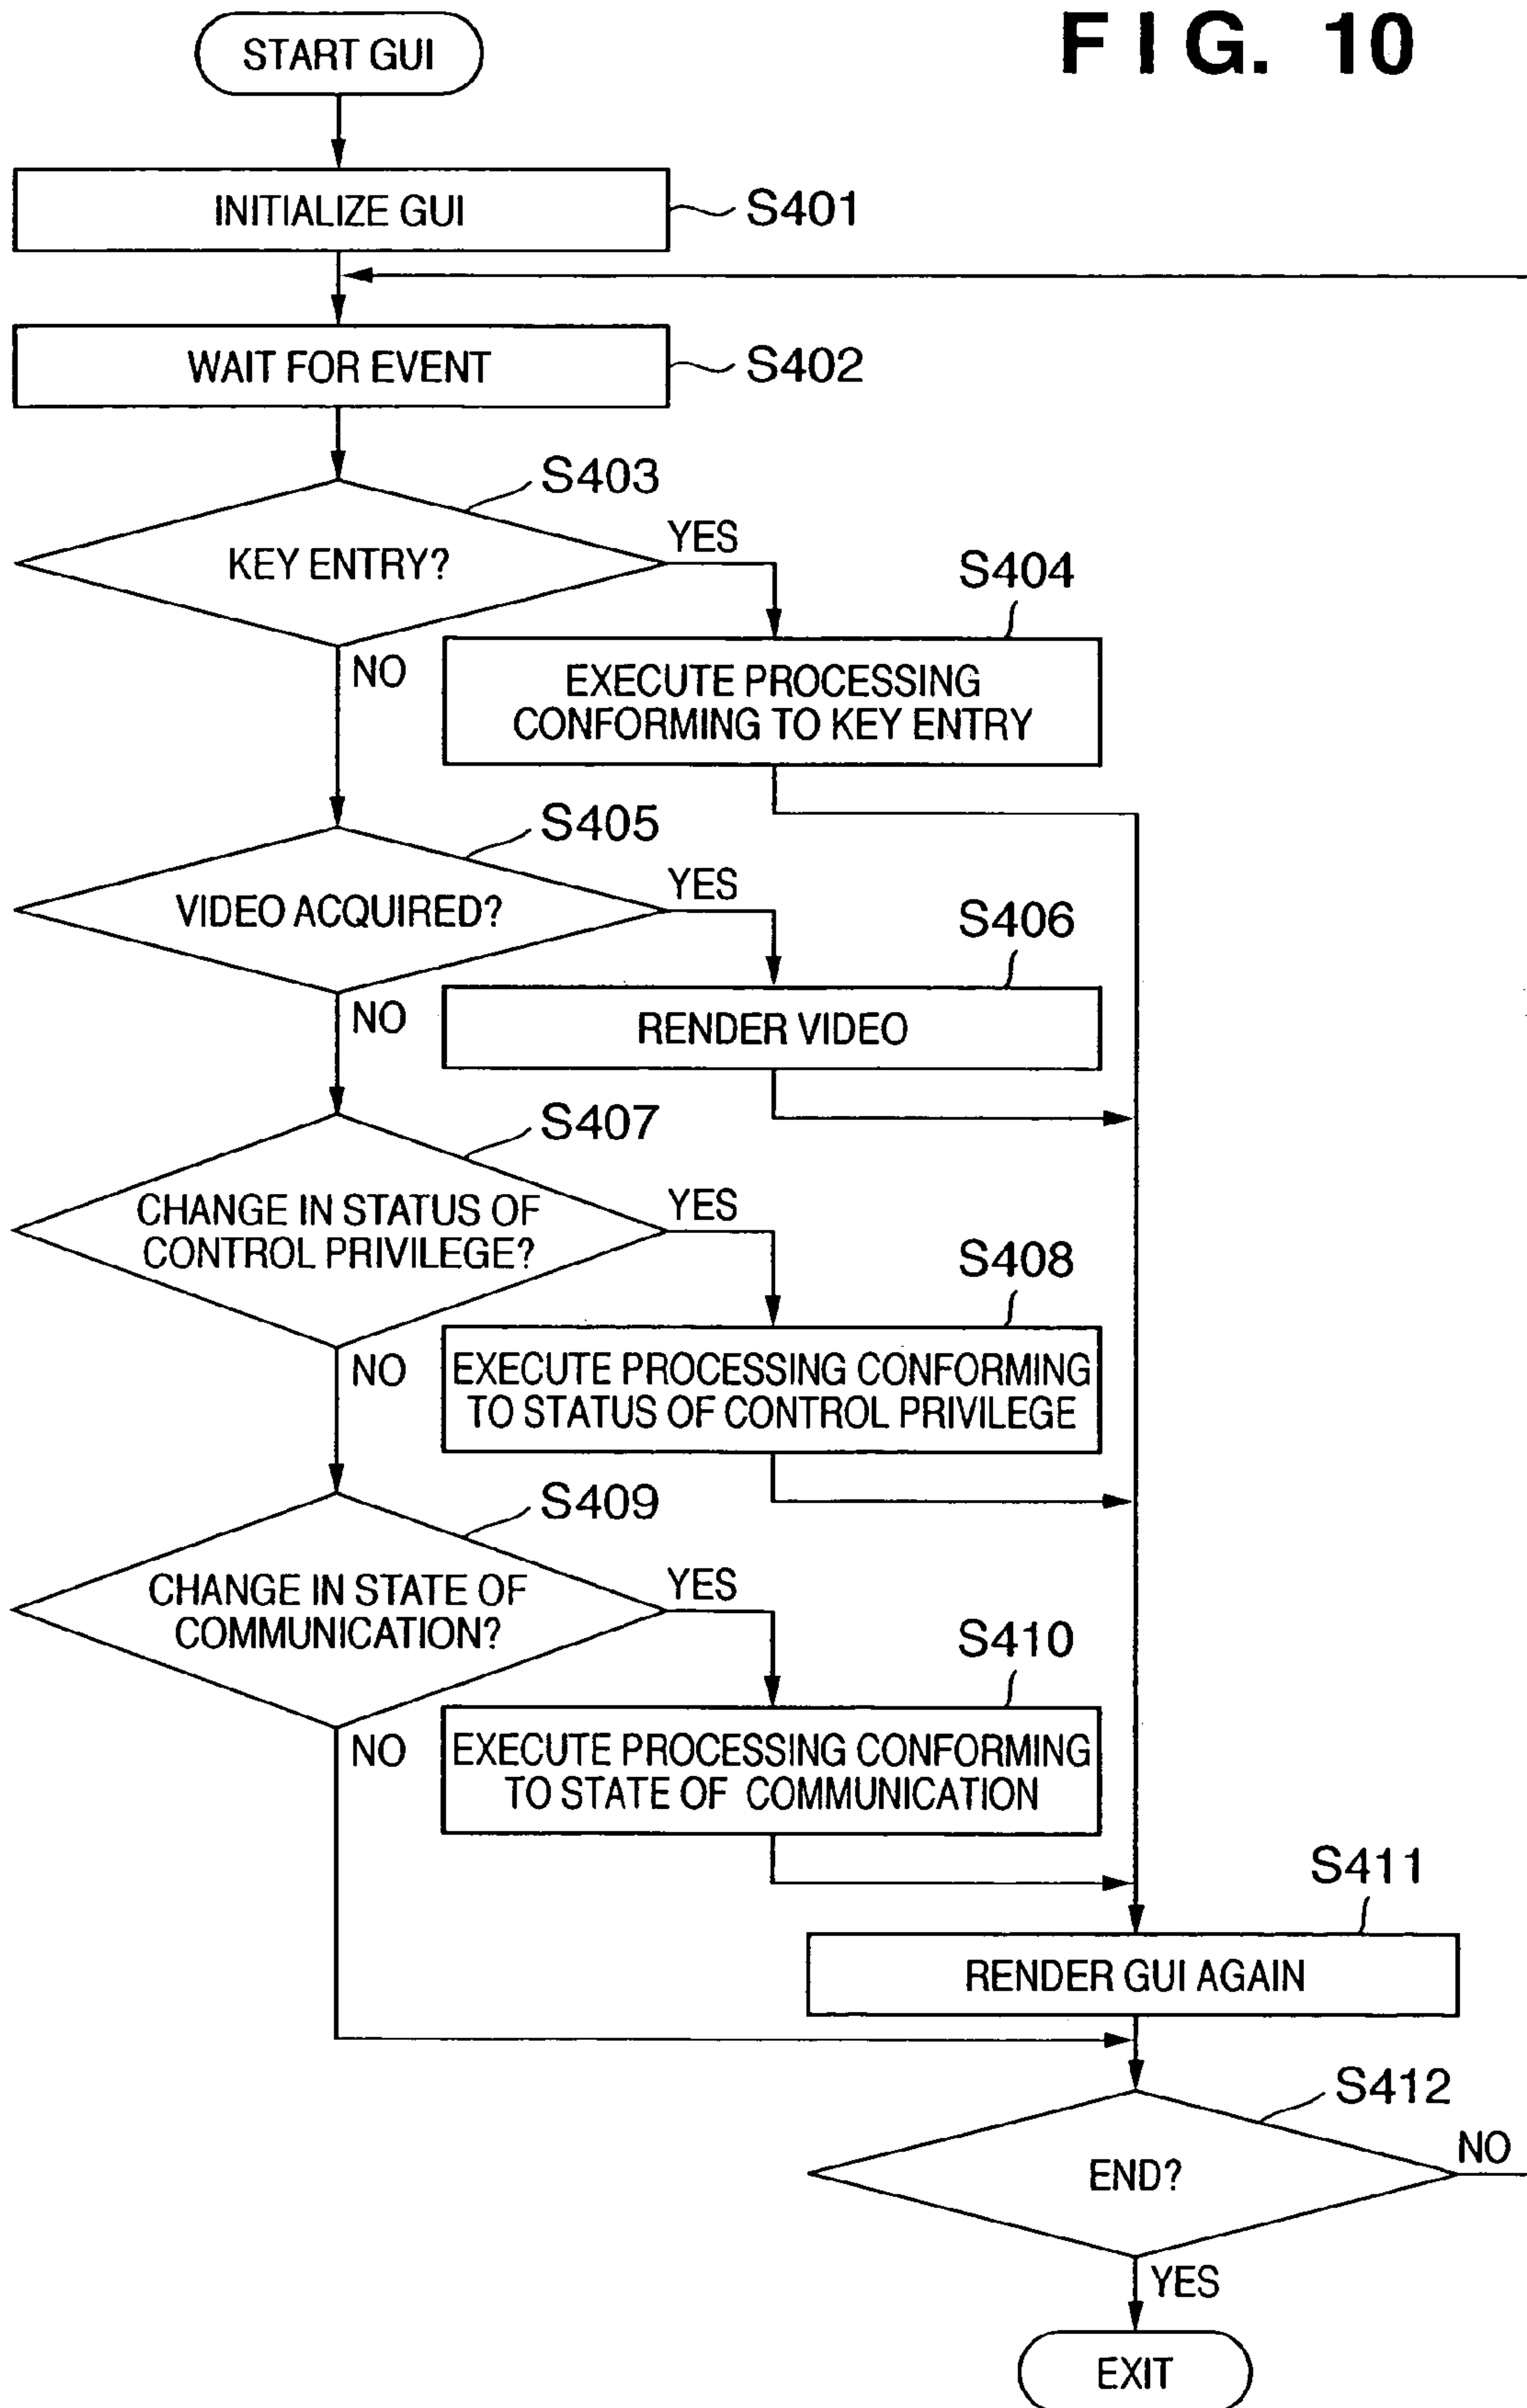 FIG. 10
START GUI
INITIALIZE GUI
S401
WAIT FOR EVENT
S402
S403
KEY ENTRY?
YES
NO
S404
EXECUTE PROCESSING
CONFORMING TO KEY ENTRY
S405
VIDEO ACQUIRED?
YES
NO
S406
RENDER VIDEO
S407
CHANGE IN STATUS OF
CONTROL PRIVILEGE?
YES
NO
S408
EXECUTE PROCESSING CONFORMING
TO STATUS OF CONTROL PRIVILEGE
S409
CHANGE IN STATE OF
COMMUNICATION?
YES
NO
S410
EXECUTE PROCESSING CONFORMING
TO STATE OF COMMUNICATION
S411
RENDER GUI AGAIN
S412
END?
NO
YES
EXIT